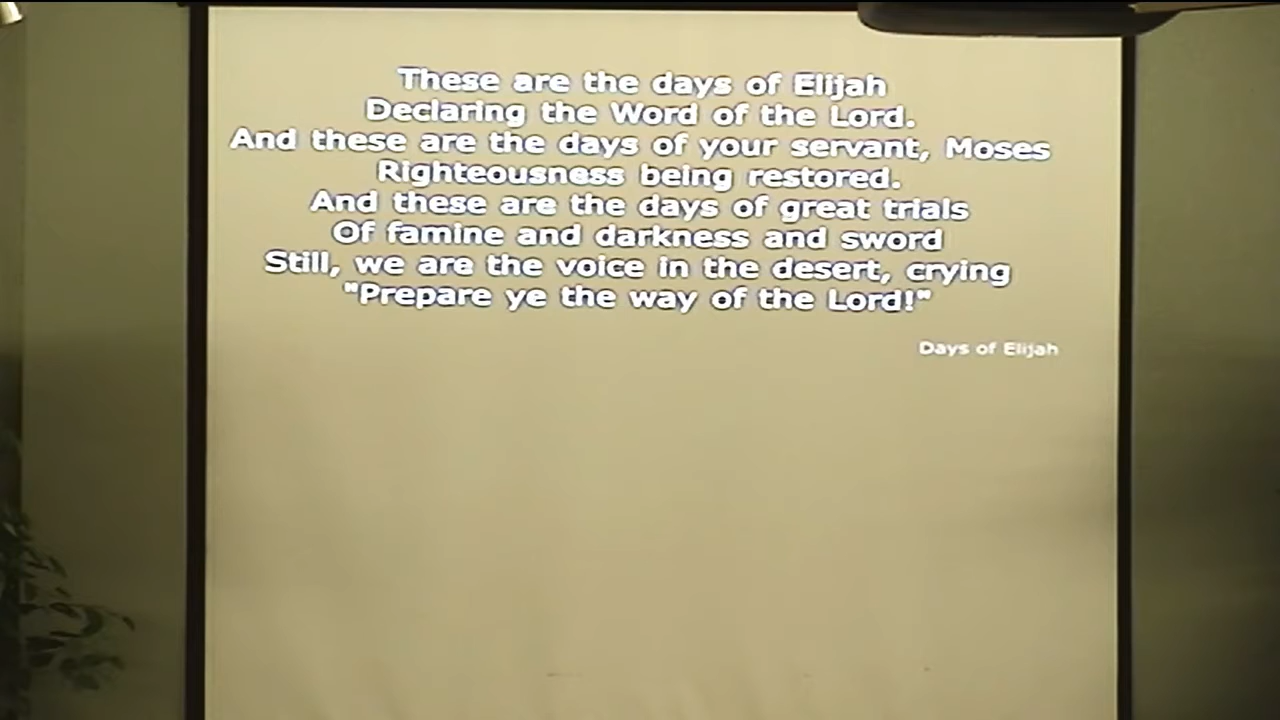 These are the days of Elijah
Declaring the Word of the Lord.
And these are the days of your servant, Moses
Righteousness being restored.
And these are the days of great trials
Of famine and darkness and sword
Still, we are the voice in the desert, crying
"Prepare ye the way of the Lord!"
Days of Elijah